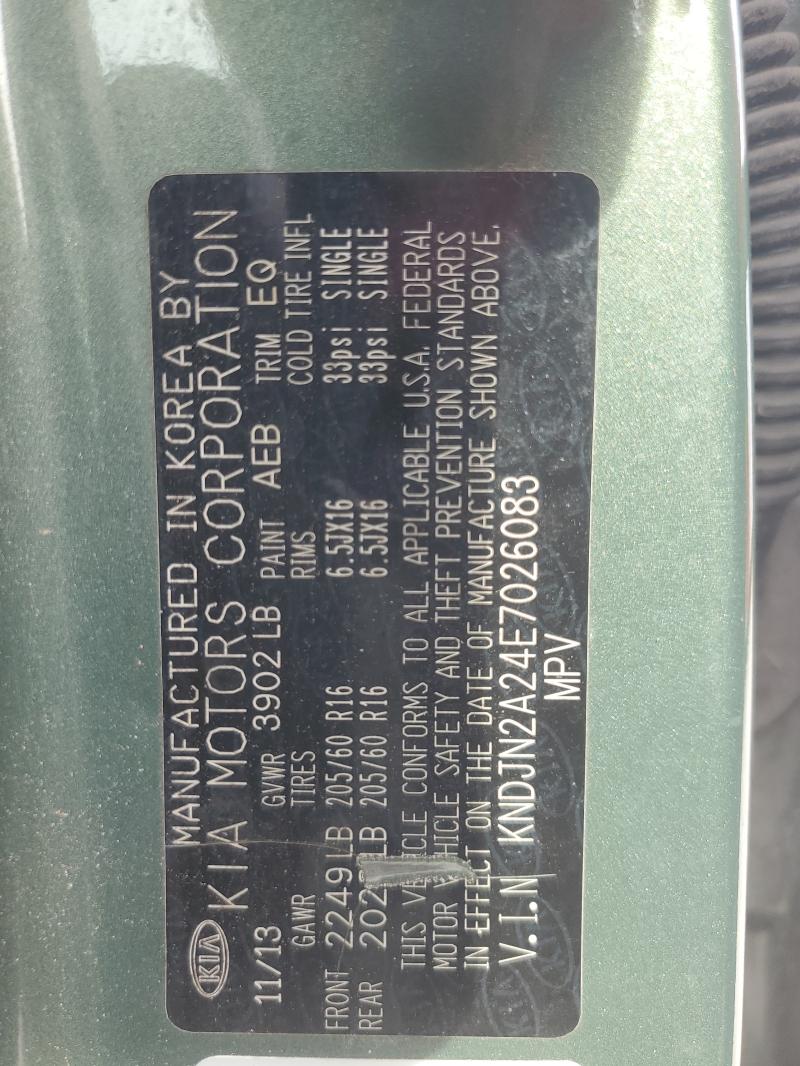 KIA MANUFACTURED IN KOREA BY
KIA MOTORS CORPORATION
11/13 GVWR 3902 LB PAINT AEB TRIM EQ
GAWR TIRES RIMS COLD TIRE INFL
FRONT 2249 LB 205/60 R16 6.5JX16 33psi SINGLE
REAR LB 205/60 R16 6.5JX16 33psi SINGLE
THIS VEHICLE CONFORMS TO ALL APPLICABLE U.S.A. FEDERAL
MOTOR VEHICLE SAFETY AND THEFT PREVENTION STANDARDS
IN EFFECT ON THE DATE OF MANUFACTURE SHOWN ABOVE.
V.I.N KNDJN2A24E7026083
MPV